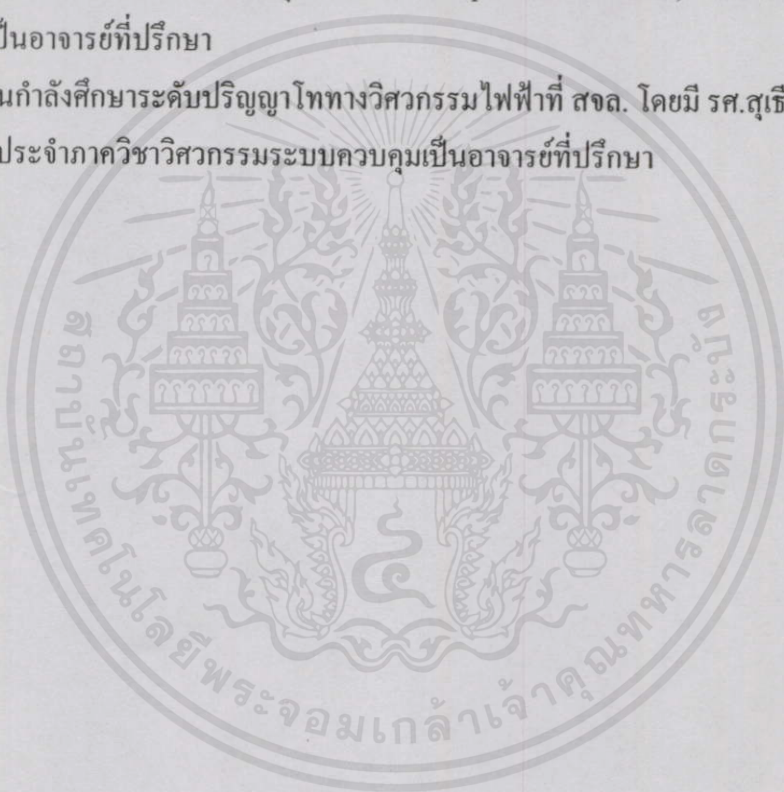 ป็นอาจารย์ที่ปรึกษา
นกำลังศึกษาระดับปริญญาโททางวิศวกรรมไฟฟ้าที่ สจล. โดยมี รศ.สุเธี
ประจำภาควิชาวิศวกรรมระบบควบคุมเป็นอาจารย์ที่ปรึกษา
สถาบันเทคโนโลยีพระจอมเกล้าเจ้าคุณทหารลาดกระบัง